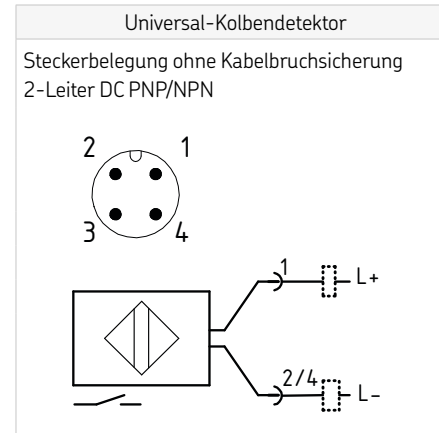 Universal-Kolbendetektor
Steckerbelegung ohne Kabelbruchsicherung
2-Leiter DC PNP/NPN
2 1
3 4
1 L+
2/4 L-